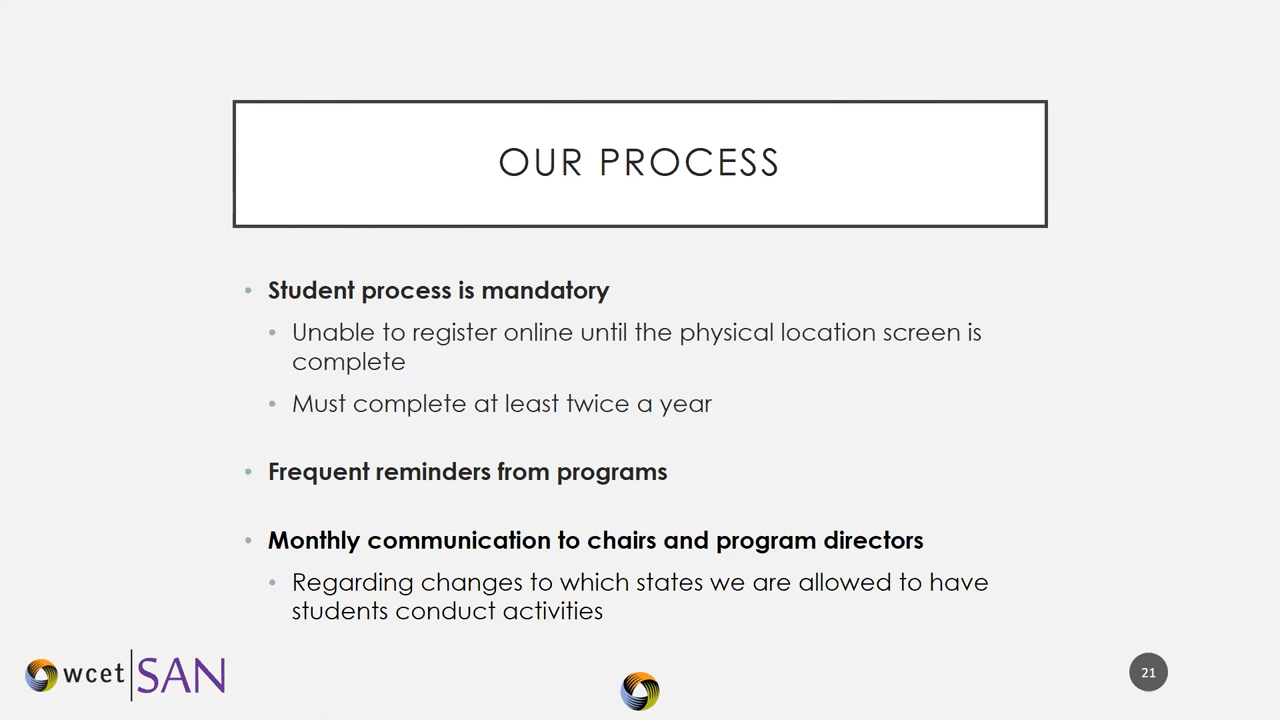 OUR PROCESS
• Student process is mandatory
• Unable to register online until the physical location screen is
complete
• Must complete at least twice a year
• Frequent reminders from programs
• Monthly communication to chairs and program directors
• Regarding changes to which states we are allowed to have
students conduct activities
wcet SAN
21